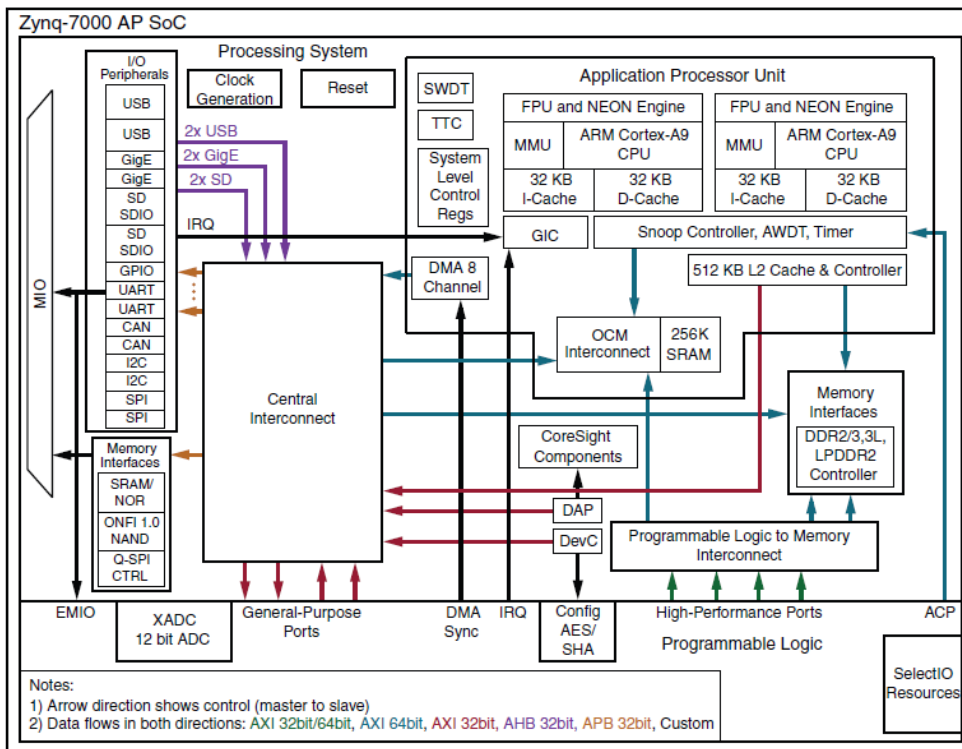 Zynq-7000 AP SoC
Processing System
I/O
Peripherals
USB
USB
GigE
GigE
SD
SDIO
SD
SDIO
GPIO
UART
UART
CAN
CAN
I2C
I2C
SPI
SPI
MIO
Memory
Interfaces
SRAM/
NOR
ONFI 1.0
NAND
Q-SPI
CTRL
Clock
Generation
Reset
2x USB
2x GigE
2x SD
IRQ
Central
Interconnect
SWDT
TTC
System
Level
Control
Regs
DMA 8
Channel
Application Processor Unit
FPU and NEON Engine
MMU
ARM Cortex-A9
CPU
32 KB
I-Cache
32 KB
D-Cache
FPU and NEON Engine
MMU
ARM Cortex-A9
CPU
32 KB
I-Cache
32 KB
D-Cache
GIC
Snoop Controller, AWDT, Timer
512 KB L2 Cache & Controller
OCM
Interconnect
256K
SRAM
Memory
Interfaces
DDR2/3,3L,
LPDDR2
Controller
CoreSight
Components
DAP
DevC
Programmable Logic to Memory
Interconnect
EMIO
XADC
12 bit ADC
General-Purpose
Ports
DMA
Sync
IRQ
Config
AES/
SHA
High-Performance Ports
ACP
Programmable Logic
SelectIO
Resources
Notes:
1) Arrow direction shows control (master to slave)
2) Data flows in both directions: AXI 32bit/64bit, AXI 64bit, AXI 32bit, AHB 32bit, APB 32bit, Custom